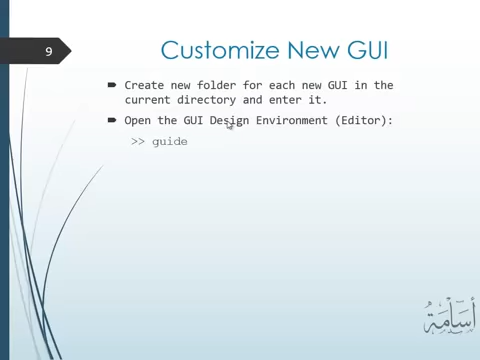 9
Customize New GUI
Create new folder for each new GUI in the
current directory and enter it.
Open the GUI Design Environment (Editor):
>> guide
أُسَامَةُ